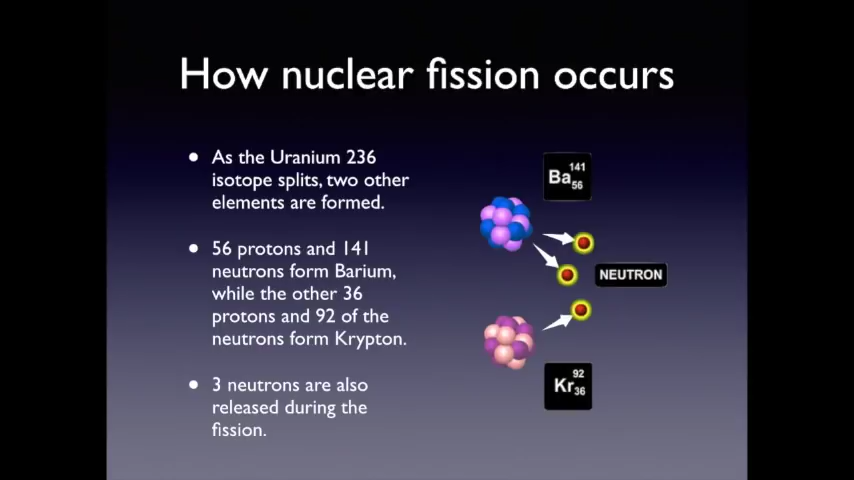 How nuclear fission occurs
• As the Uranium 236
isotope splits, two other
elements are formed.
• 56 protons and 141
neutrons form Barium,
while the other 36
protons and 92 of the
neutrons form Krypton.
• 3 neutrons are also
released during the
fission.
141
Ba
56
NEUTRON
92
Kr
36